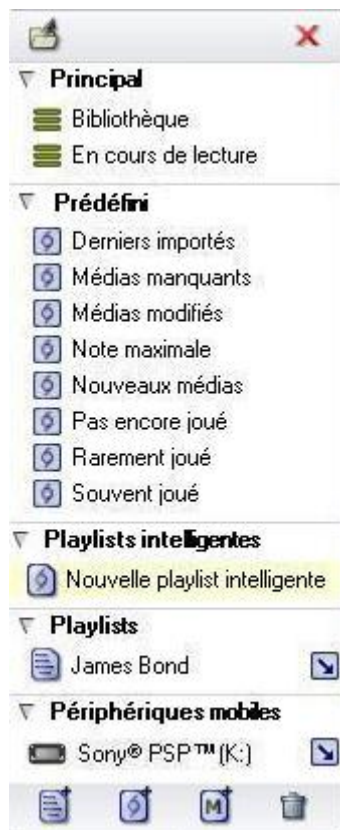 Principal
Bibliothèque
En cours de lecture
Prédéfini
Derniers importés
Médias manquants
Médias modifiés
Note maximale
Nouveaux médias
Pas encore joué
Rarement joué
Souvent joué
Playlists intelligentes
Nouvelle playlist intelligente
Playlists
James Bond
Périphériques mobiles
Sony® PSP™ (K:)
M